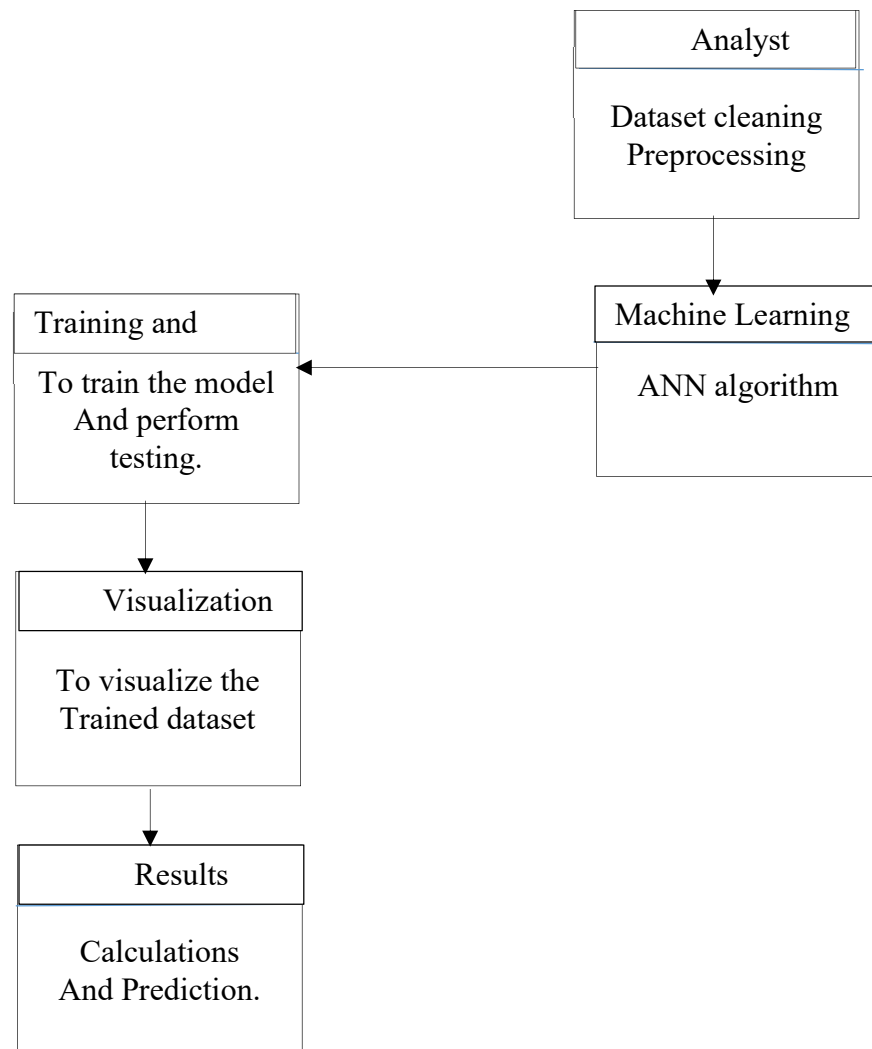 Analyst
Dataset cleaning
Preprocessing
Machine Learning
ANN algorithm
Training and
To train the model
And perform
testing.
Visualization
To visualize the
Trained dataset
Results
Calculations
And Prediction.